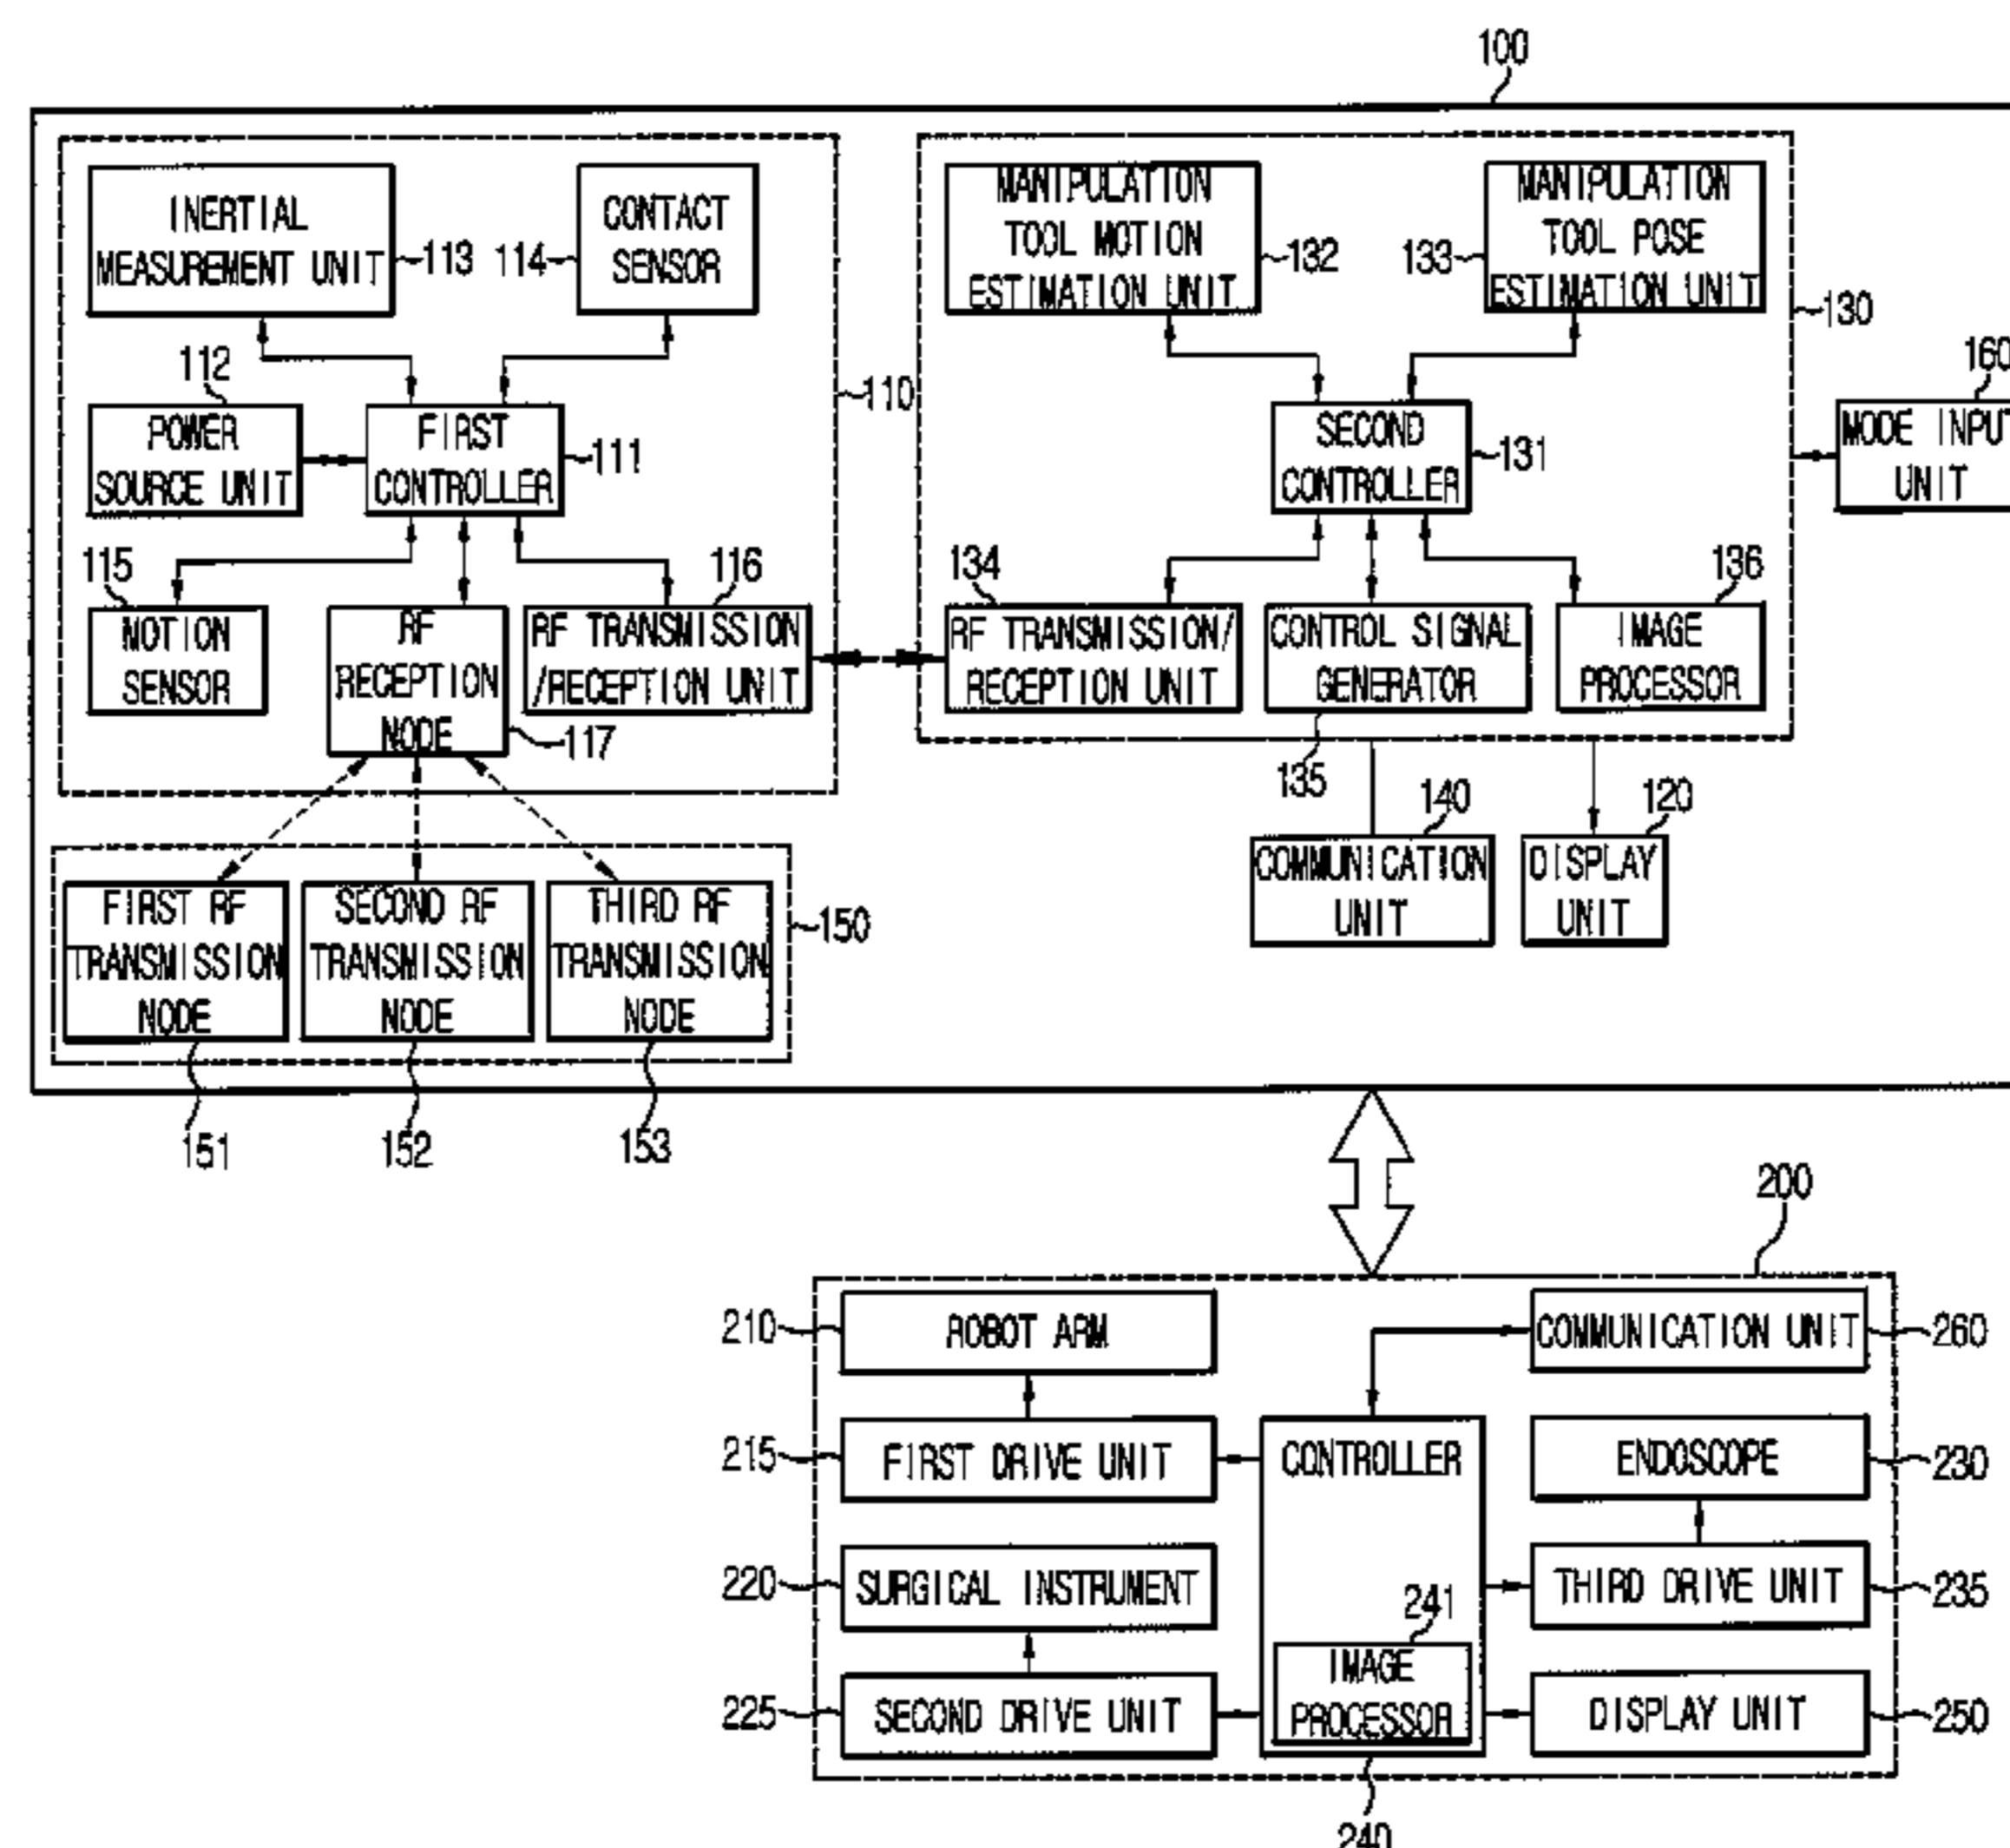 100
INERTIAL
MEASUREMENT UNIT
113
114
CONTACT
SENSOR
MANIPULATION
TOOL MOTION
ESTIMATION UNIT
132
133
MANIPULATION
TOOL POSE
ESTIMATION UNIT
130
112
POWER
SOURCE UNIT
FIRST
CONTROLLER
111
110
SECOND
CONTROLLER
131
160
MODE INPUT
UNIT
115
MOTION
SENSOR
RF
RECEPTION
NODE
117
116
RF TRANSMISSION
/RECEPTION UNIT
134
RF TRANSMISSION/
RECEPTION UNIT
CONTROL SIGNAL
GENERATOR
135
136
IMAGE
PROCESSOR
140
COMMUNICATION
UNIT
120
DISPLAY
UNIT
FIRST RF
TRANSMISSION
NODE
SECOND RF
TRANSMISSION
NODE
THIRD RF
TRANSMISSION
NODE
150
151
152
153
200
210
ROBOT ARM
COMMUNICATION UNIT
260
215
FIRST DRIVE UNIT
CONTROLLER
ENDOSCOPE
230
220
SURGICAL INSTRUMENT
241
IMAGE
PROCESSOR
THIRD DRIVE UNIT
235
225
SECOND DRIVE UNIT
DISPLAY UNIT
250
240